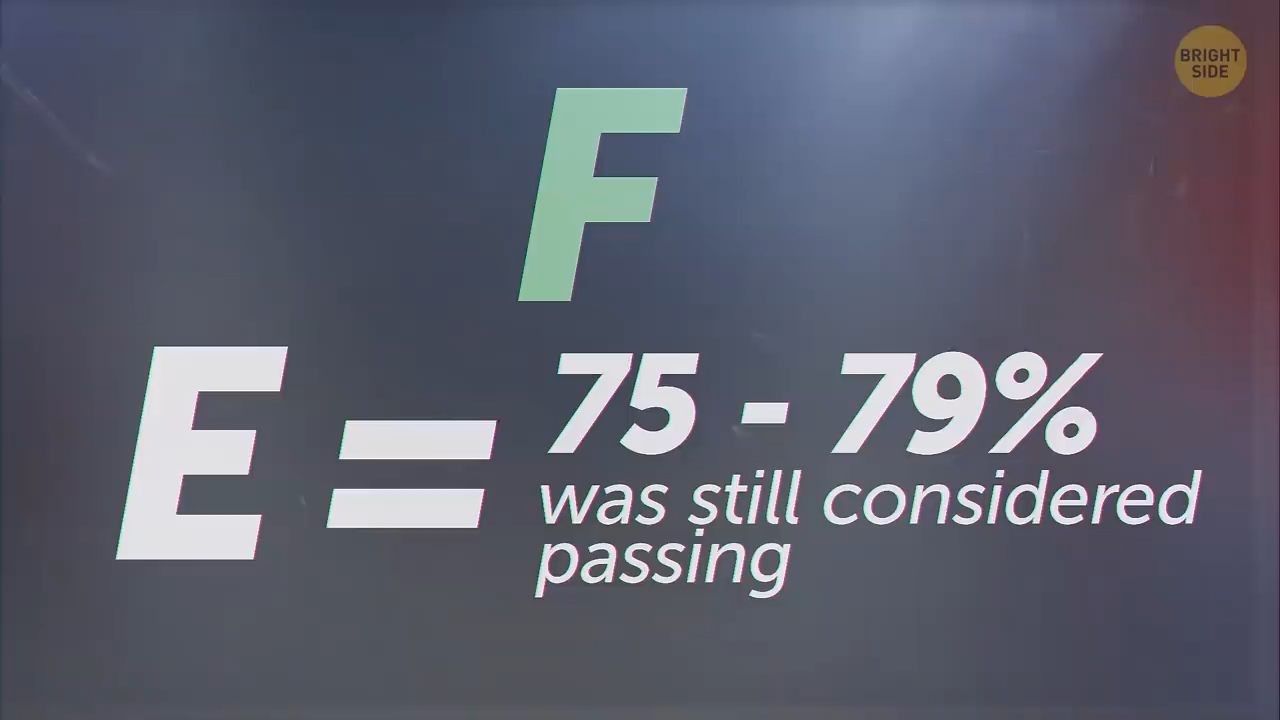 BRIGHT
SIDE
F
E = 75 - 79%
was still considered
passing